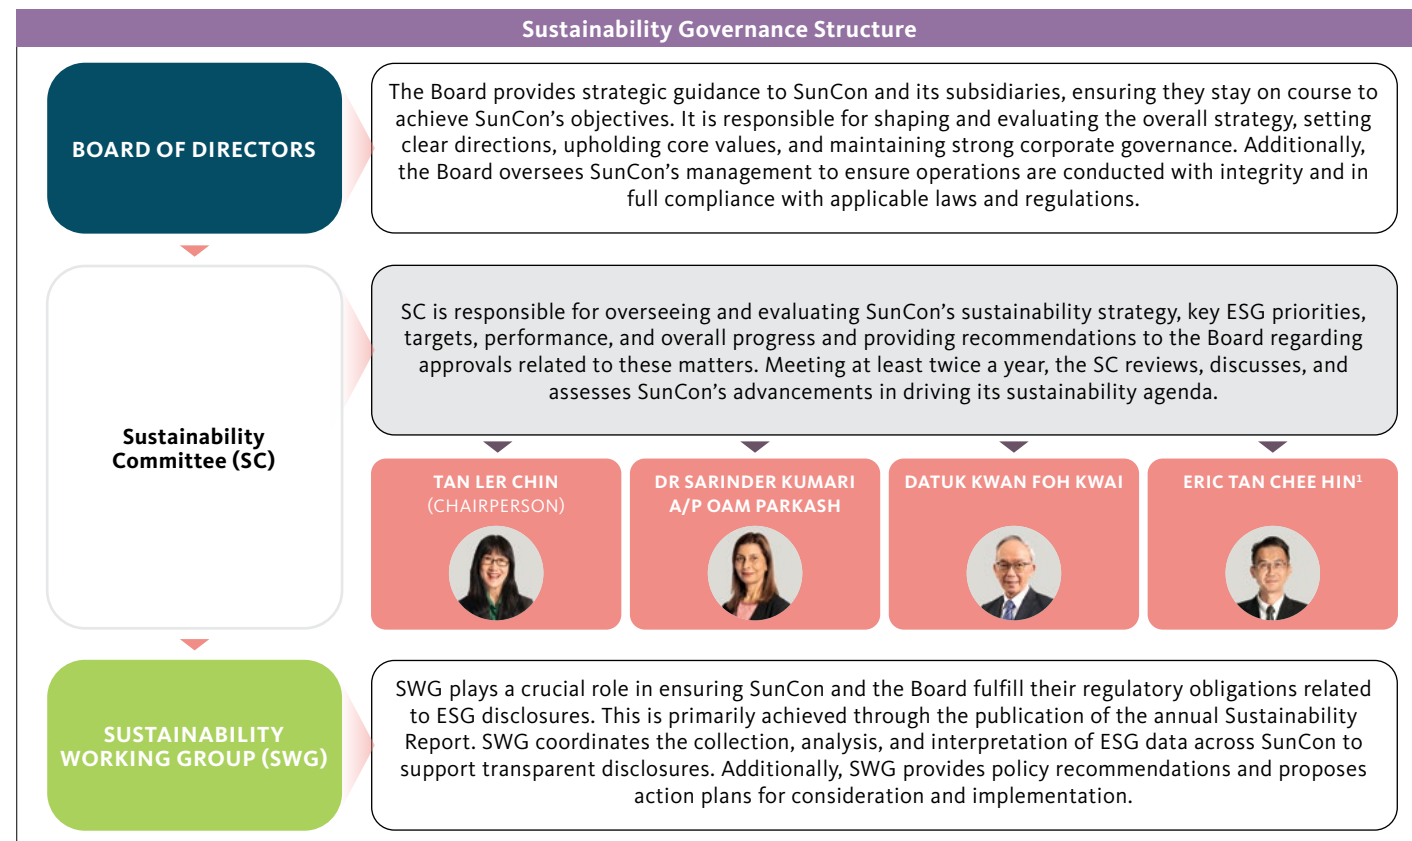 Sustainability Governance Structure
BOARD OF DIRECTORS
The Board provides strategic guidance to SunCon and its subsidiaries, ensuring they stay on course to
achieve SunCon’s objectives. It is responsible for shaping and evaluating the overall strategy, setting
clear directions, upholding core values, and maintaining strong corporate governance. Additionally,
the Board oversees SunCon’s management to ensure operations are conducted with integrity and in
full compliance with applicable laws and regulations.
Sustainability
Committee (SC)
SC is responsible for overseeing and evaluating SunCon’s sustainability strategy, key ESG priorities,
targets, performance, and overall progress and providing recommendations to the Board regarding
approvals related to these matters. Meeting at least twice a year, the SC reviews, discusses, and
assesses SunCon’s advancements in driving its sustainability agenda.
TAN LER CHIN
(CHAIRPERSON)
DR SARINDER KUMARI
A/P OAM PARKASH
DATUK KWAN FOH KWAI
ERIC TAN CHEE HIN¹
SUSTAINABILITY
WORKING GROUP (SWG)
SWG plays a crucial role in ensuring SunCon and the Board fulfill their regulatory obligations related
to ESG disclosures. This is primarily achieved through the publication of the annual Sustainability
Report. SWG coordinates the collection, analysis, and interpretation of ESG data across SunCon to
support transparent disclosures. Additionally, SWG provides policy recommendations and proposes
action plans for consideration and implementation.